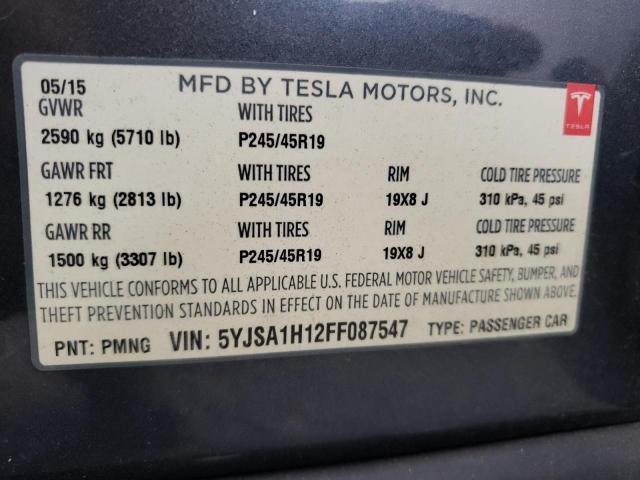 05/15 MFD BY TESLA MOTORS, INC.
GVWR WITH TIRES
2590 kg (5710 lb) P245/45R19
TESLA
GAWR FRT WITH TIRES RIM COLD TIRE PRESSURE
1276 kg (2813 lb) P245/45R19 19X8 J 310 kPa, 45 psi
GAWR RR WITH TIRES RIM COLD TIRE PRESSURE
1500 kg (3307 lb) P245/45R19 19X8 J 310 kPa, 45 psi
THIS VEHICLE CONFORMS TO ALL APPLICABLE U.S. FEDERAL MOTOR VEHICLE SAFETY, BUMPER, AND
THEFT PREVENTION STANDARDS IN EFFECT ON THE DATE OF MANUFACTURE SHOWN ABOVE.
PNT: PMNG VIN: 5YJSA1H12FF087547 TYPE: PASSENGER CAR